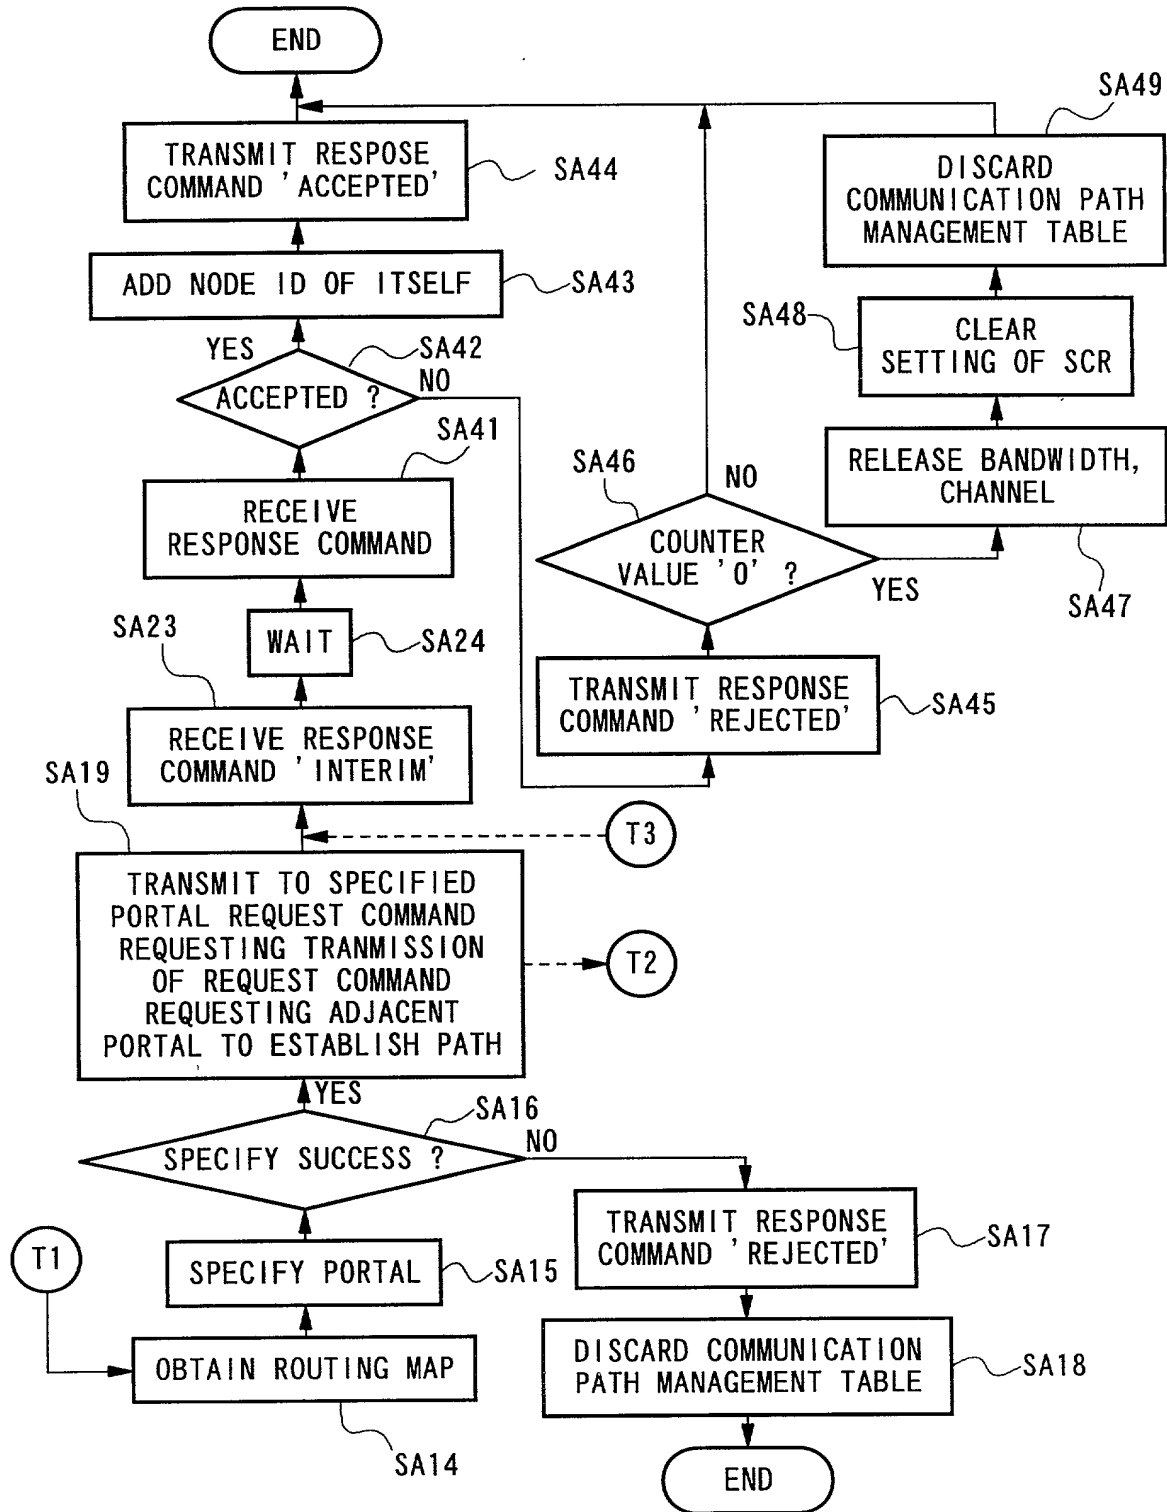 END
SA49
TRANSMIT RESPOSE
COMMAND 'ACCEPTED'
SA44
DISCARD
COMMUNICATION PATH
MANAGEMENT TABLE
ADD NODE ID OF ITSELF
SA43
SA48
CLEAR
SETTING OF SCR
YES
SA42
ACCEPTED ?
NO
SA41
RECEIVE
RESPONSE COMMAND
SA46
NO
RELEASE BANDWIDTH,
CHANNEL
COUNTER
VALUE '0' ?
YES
SA47
SA23
WAIT
SA24
TRANSMIT RESPONSE
COMMAND 'REJECTED'
SA45
RECEIVE RESPONSE
COMMAND 'INTERIM'
SA19
T3
TRANSMIT TO SPECIFIED
PORTAL REQUEST COMMAND
REQUESTING TRANMISSION
OF REQUEST COMMAND
REQUESTING ADJACENT
PORTAL TO ESTABLISH PATH
T2
YES
SA16
SPECIFY SUCCESS ?
NO
TRANSMIT RESPONSE
COMMAND 'REJECTED'
SA17
T1
SPECIFY PORTAL
SA15
OBTAIN ROUTING MAP
SA14
DISCARD COMMUNICATION
PATH MANAGEMENT TABLE
SA18
END